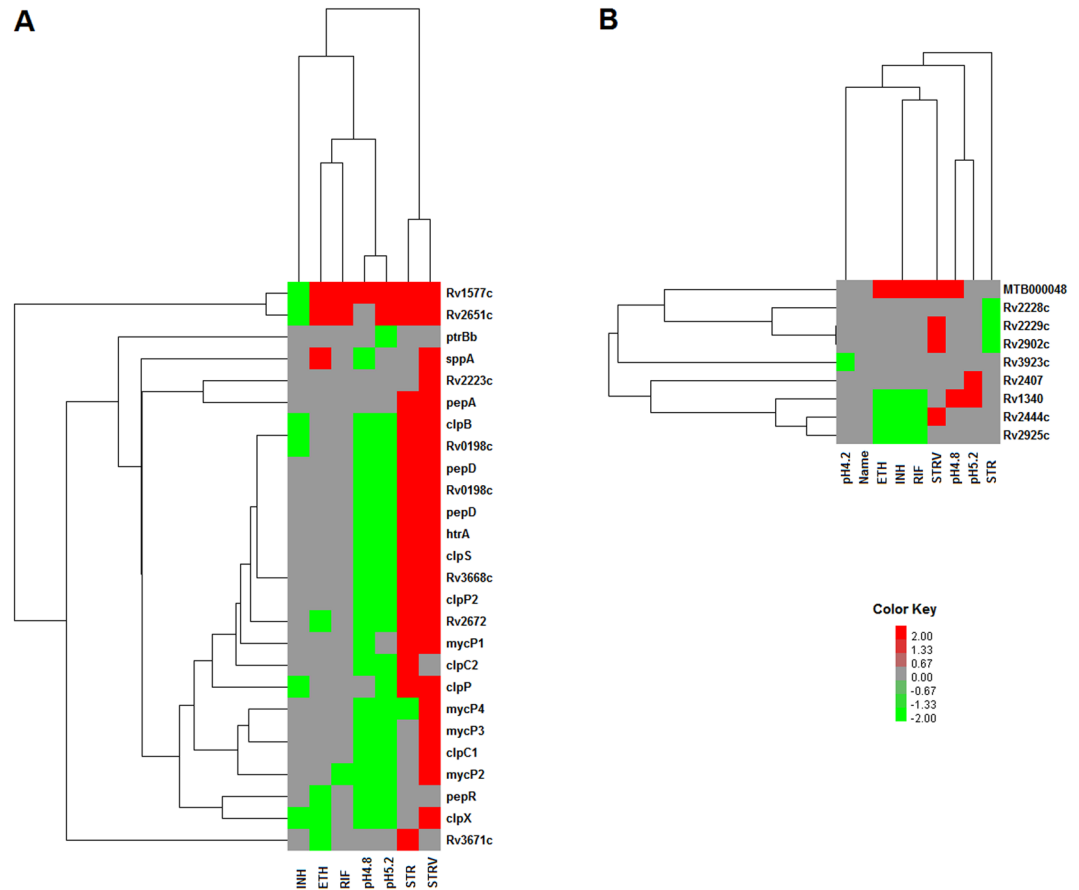 A
B
Rv1577c
Rv2651c
ptrBb
sppA
Rv2223c
pepA
clpB
Rv0198c
pepD
Rv0198c
pepD
htrA
clpS
Rv3668c
clpP2
Rv2672
mycP1
clpC2
clpP
mycP4
mycP3
clpC1
mycP2
pepR
clpX
Rv3671c
INH
ETH
RIF
pH4.8
pH5.2
STR
STRV
MTB000048
Rv2228c
Rv2229c
Rv2902c
Rv3923c
Rv2407
Rv1340
Rv2444c
Rv2925c
pH4.2
Name
ETH
INH
RIF
STRV
pH4.8
pH5.2
STR
Color Key
2.00
1.33
0.67
0.00
-0.67
-1.33
-2.00